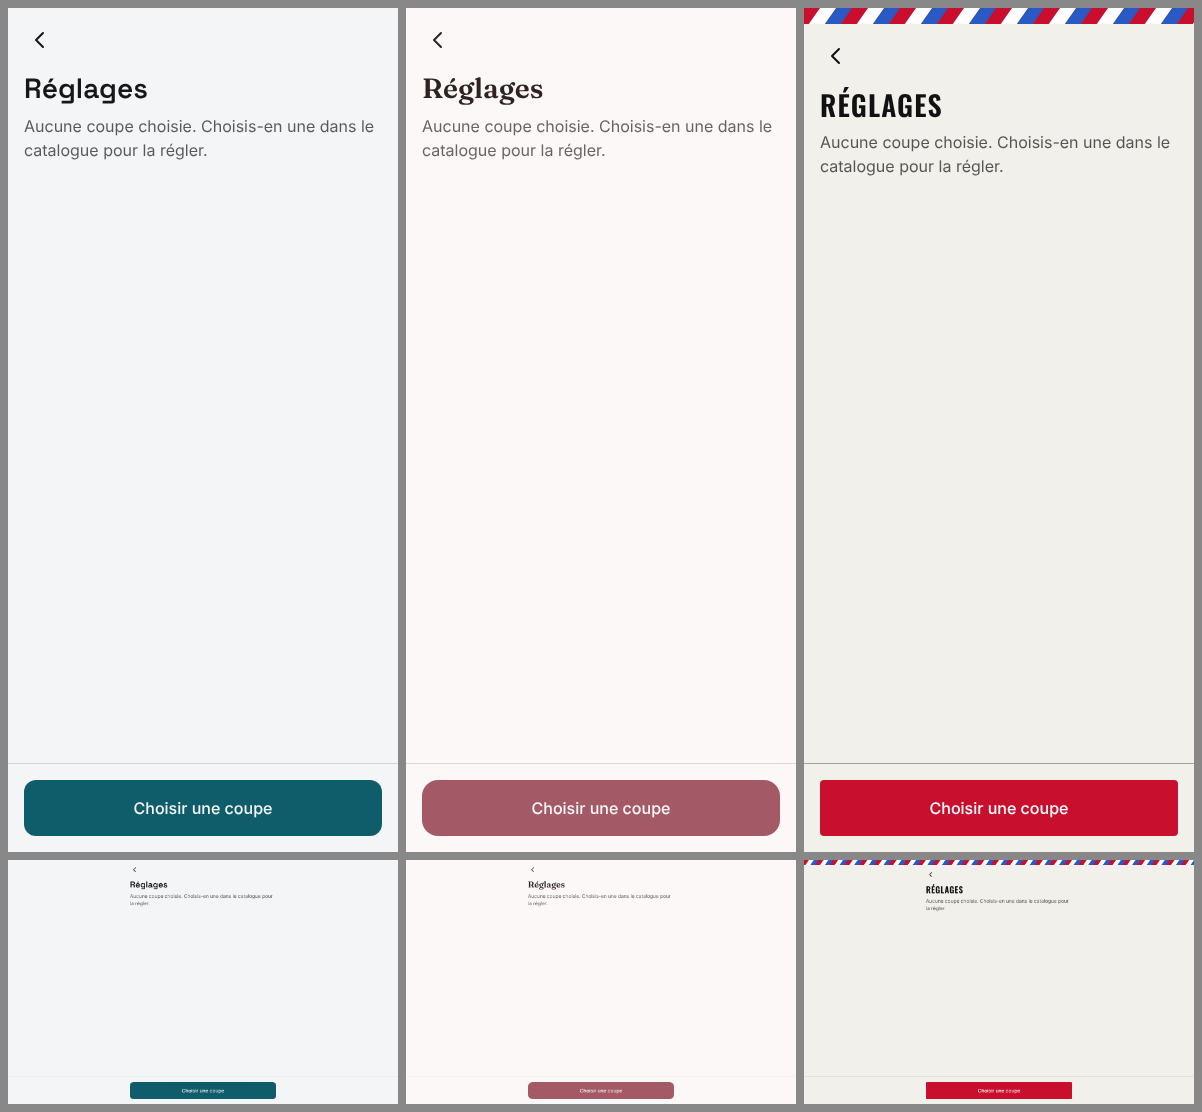 Réglages
Aucune coupe choisie. Choisis-en une dans le
catalogue pour la régler.
Choisir une coupe
Réglages
Aucune coupe choisie. Choisis-en une dans le
catalogue pour la régler.
Choisir une coupe
RÉGLAGES
Aucune coupe choisie. Choisis-en une dans le
catalogue pour la régler.
Choisir une coupe
Réglages
Aucune coupe choisie. Choisis-en une dans le catalogue pour
la régler.
Choisir une coupe
Réglages
Aucune coupe choisie. Choisis-en une dans le catalogue pour
la régler.
Choisir une coupe
RÉGLAGES
Aucune coupe choisie. Choisis-en une dans le catalogue pour
la régler.
Choisir une coupe